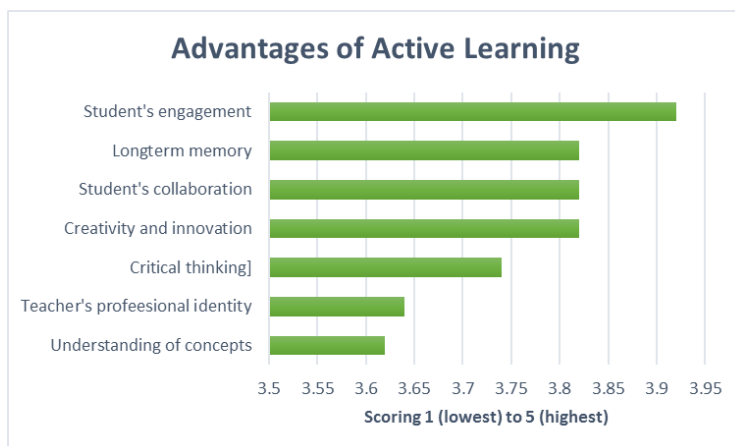 Advantages of Active Learning
Student's engagement
Longterm memory
Student's collaboration
Creativity and innovation
Critical thinking]
Teacher's profeesional identity
Understanding of concepts
3.5 3.55 3.6 3.65 3.7 3.75 3.8 3.85 3.9 3.95
Scoring 1 (lowest) to 5 (highest)